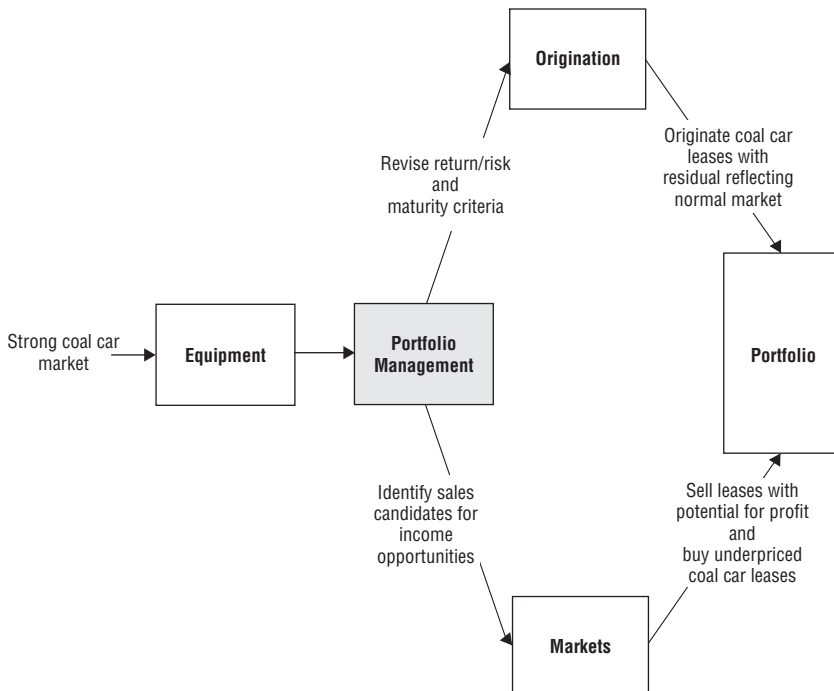 Origination
Originate coal car
leases with
residual reflecting
normal market
Revise return/risk
and
maturity criteria
Strong coal car
market
Equipment
Portfolio
Management
Portfolio
Identify sales
candidates for
income
opportunities
Sell leases with
potential for profit
and
buy underpriced
coal car leases
Markets